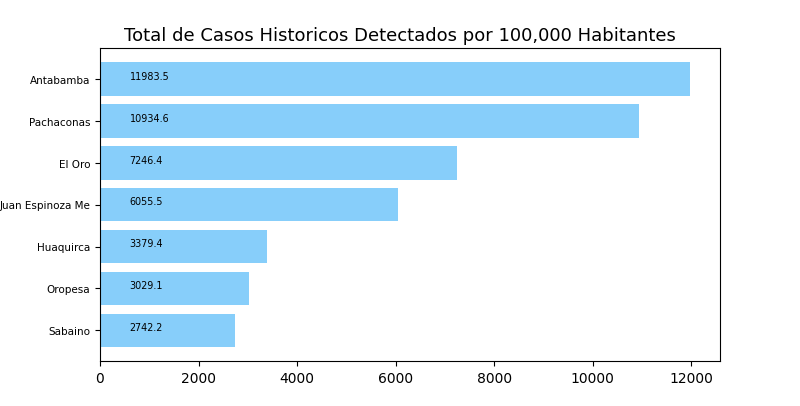 Total de Casos Historicos Detectados por 100,000 Habitantes
Antabamba 11983.5
Pachaconas 10934.6
El Oro 7246.4
Juan Espinoza Me 6055.5
Huaquirca 3379.4
Oropesa 3029.1
Sabaino 2742.2
0 2000 4000 6000 8000 10000 12000